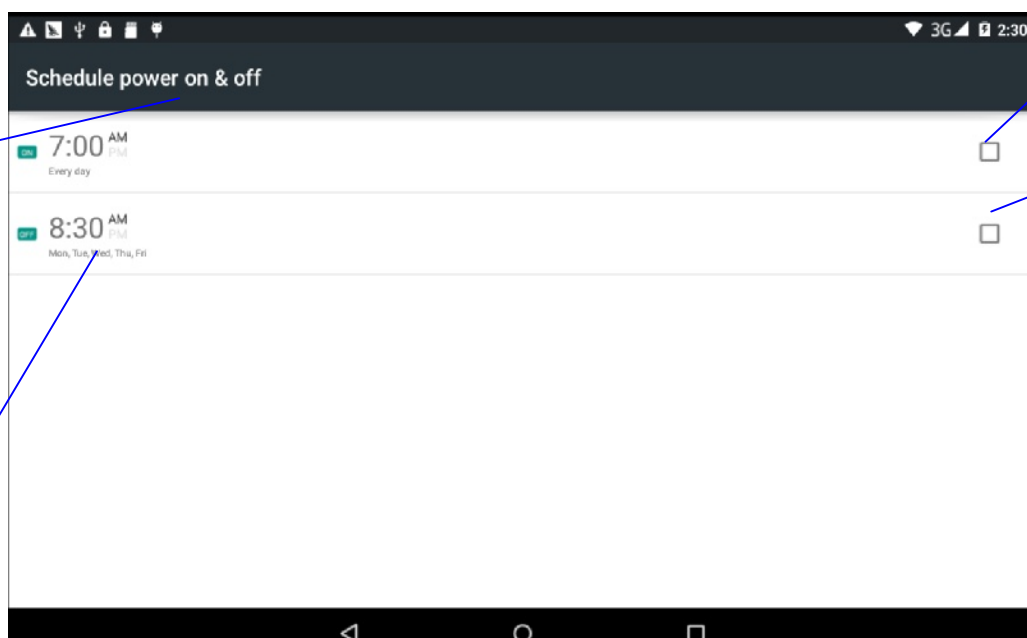 3G 2:30
Schedule power on & off
ON 7:00 AM
PM
Every day
OFF 8:30 AM
PM
Mon, Tue, Wed, Thu, Fri